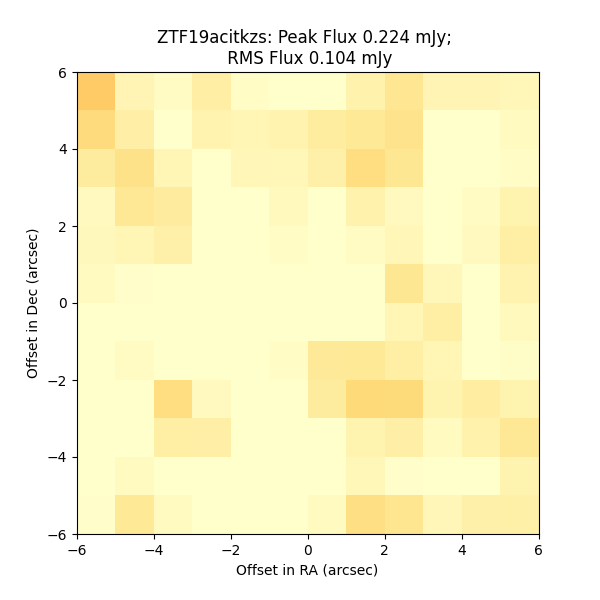 ZTF19acitkzs: Peak Flux 0.224 mJy;
RMS Flux 0.104 mJy
6
4
2
0
−2
−4
−6
Offset in Dec (arcsec)
−6 −4 −2 0 2 4 6
Offset in RA (arcsec)